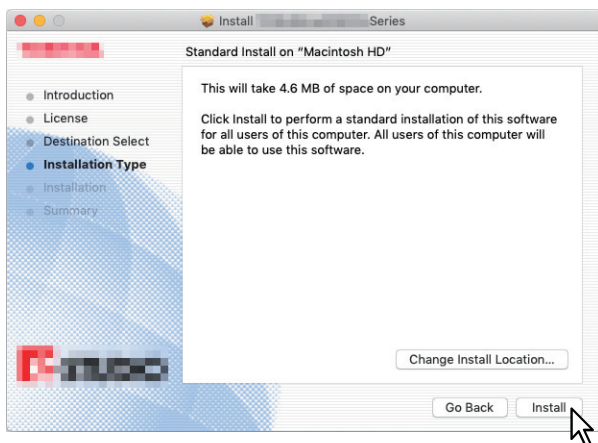 Install Series
Standard Install on “Macintosh HD”
Introduction
License
Destination Select
Installation Type
Installation
Summary
This will take 4.6 MB of space on your computer.
Click Install to perform a standard installation of this software
for all users of this computer. All users of this computer will
be able to use this software.
Change Install Location...
Go Back
Install